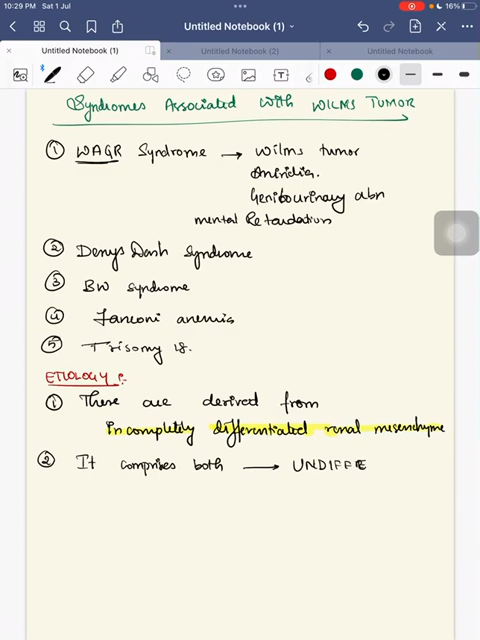 10:29 PM Sat 1 Jul
16%
Untitled Notebook (1)
Untitled Notebook (1)
Untitled Notebook (2)
Untitled Notebook
Syndromes Associated with WILMS TUMOR
① WAGR Syndrome → Wilms tumor
Aniridia.
Genitourinary abn
mental Retardation
② Denys Dash Syndrome
③ BW syndrome
④ Fanconi anemia
⑤ Trisomy 18.
ETIOLOGY :-
① These are derived from
incompletely differentiated renal mesenchyme
② It comprises both → UNDIFFE